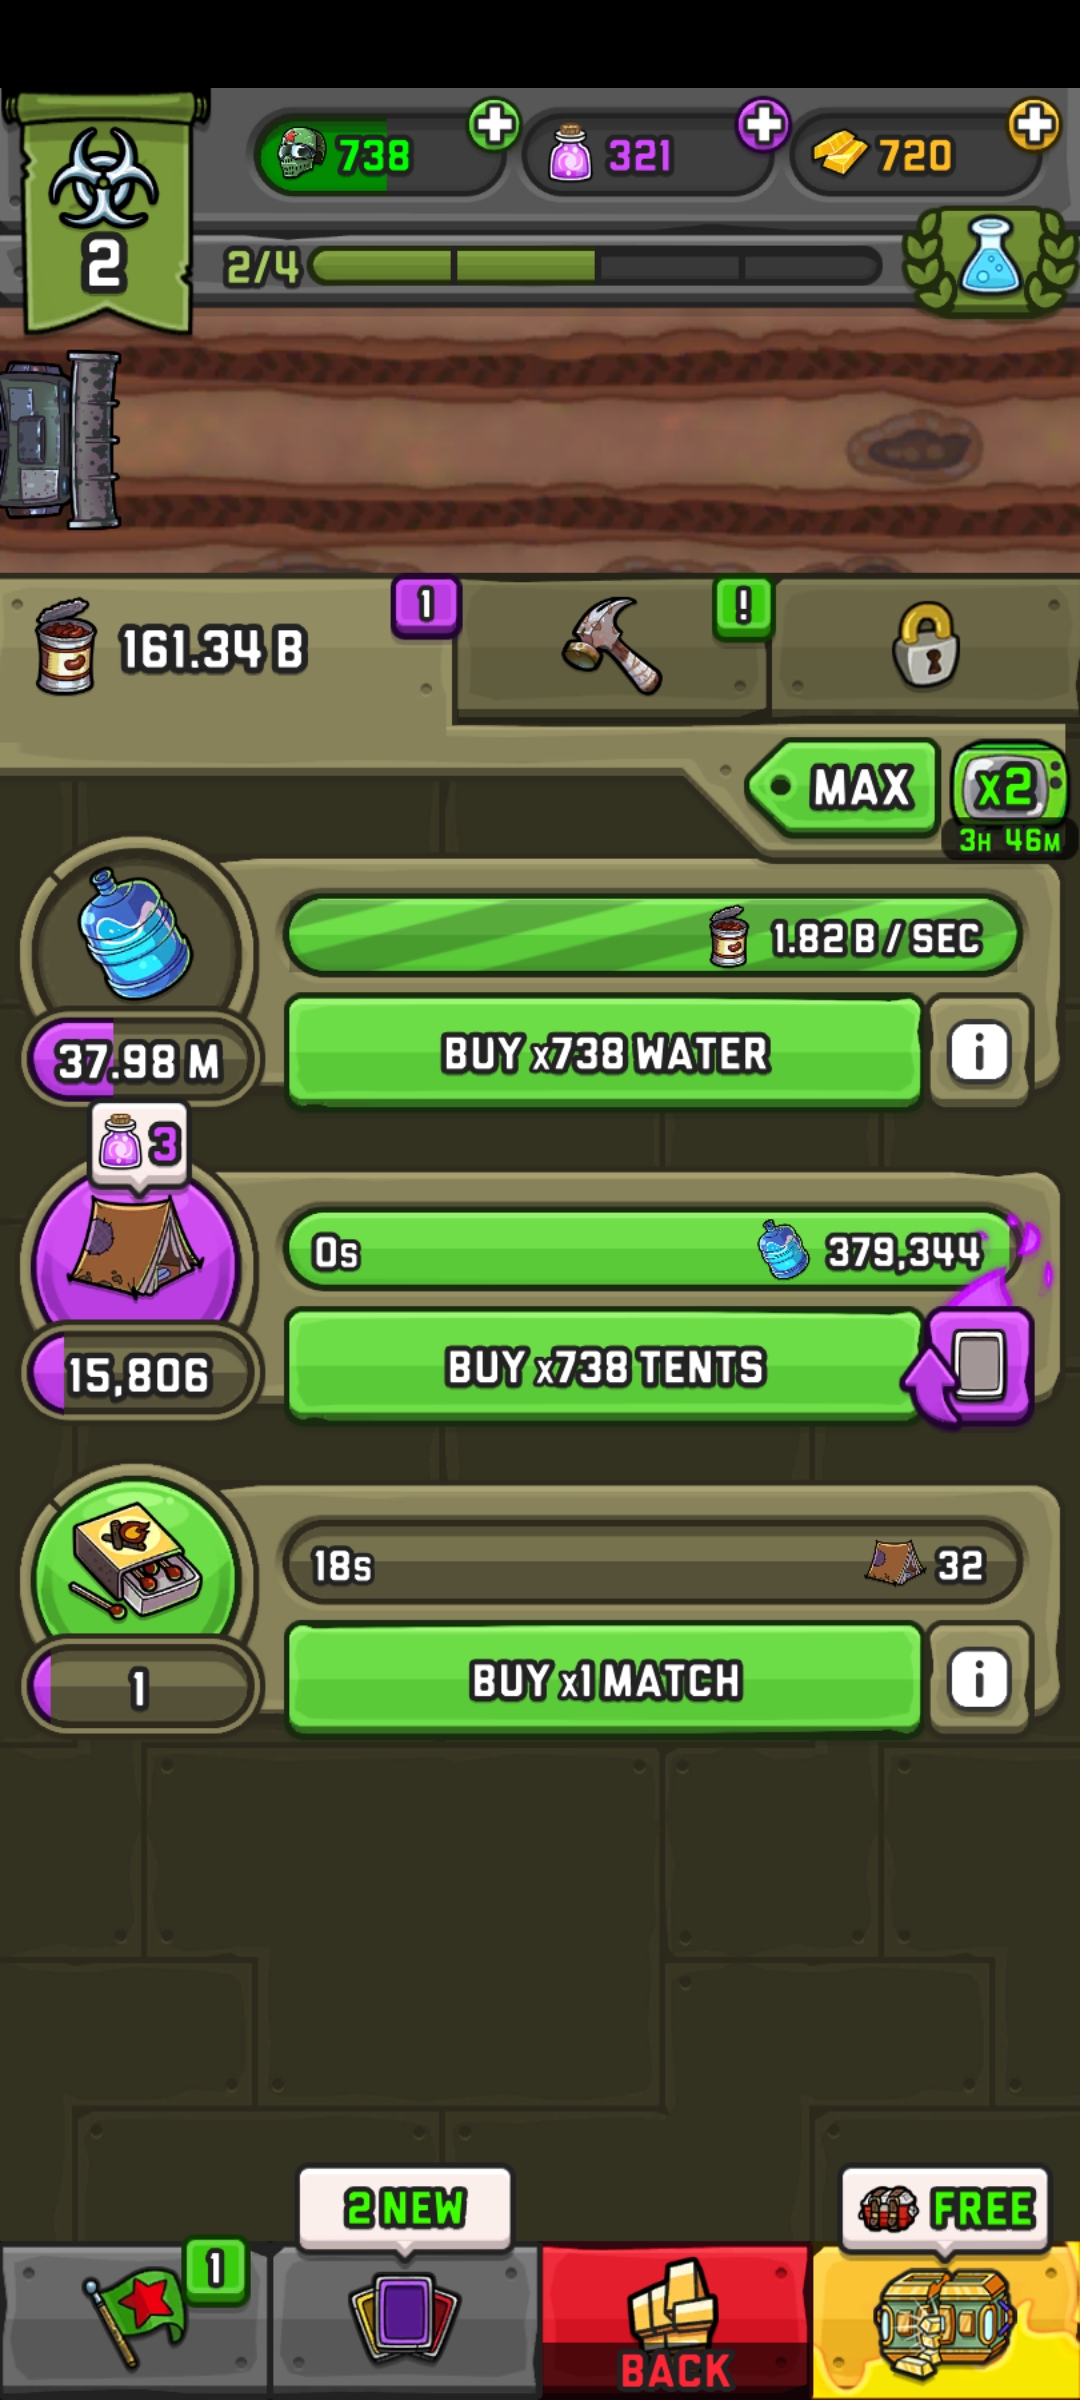 738
321
720
2
2/4
161.34 B
1
!
MAX
x2
3H 46M
1.82 B / SEC
37.98 M
BUY x738 WATER
i
3
0s
379,344
15,806
BUY x738 TENTS
18s
32
1
BUY x1 MATCH
i
2 NEW
FREE
1
BACK